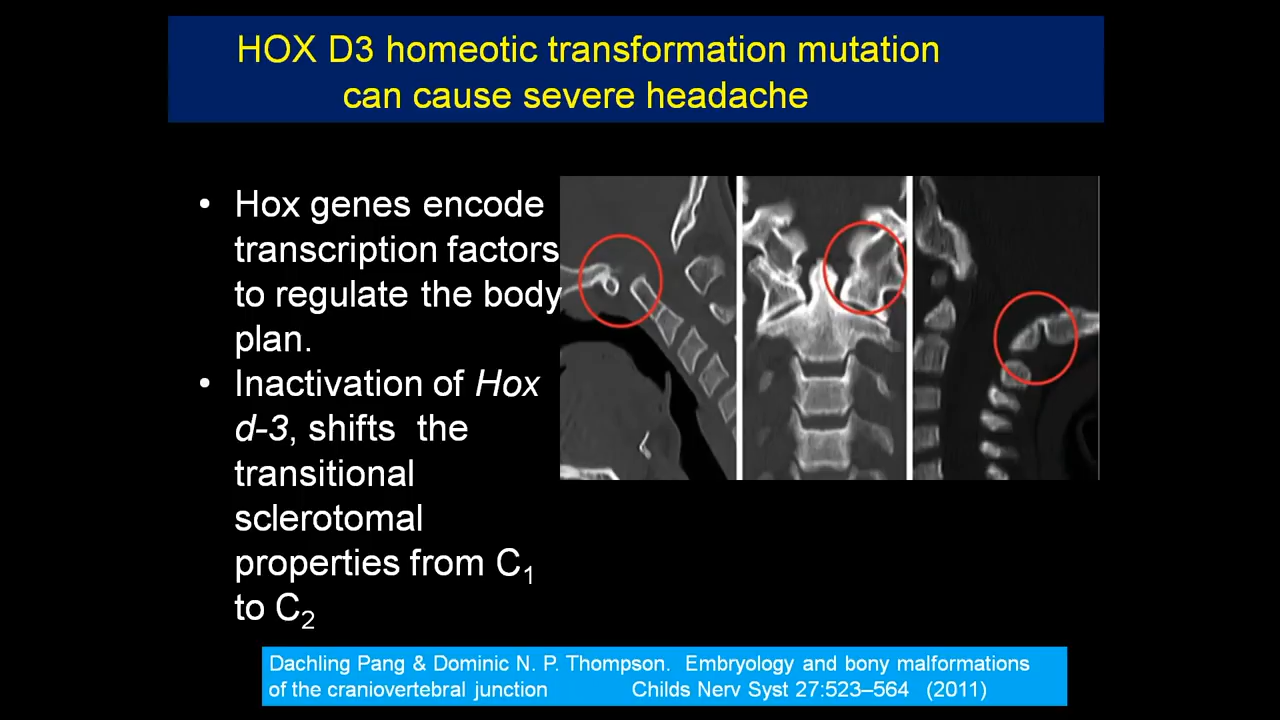 HOX D3 homeotic transformation mutation
can cause severe headache
• Hox genes encode
transcription factors
to regulate the body
plan.
• Inactivation of Hox
d-3, shifts the
transitional
sclerotomal
properties from C₁
to C₂
Dachling Pang & Dominic N. P. Thompson. Embryology and bony malformations
of the craniovertebral junction Childs Nerv Syst 27:523–564 (2011)